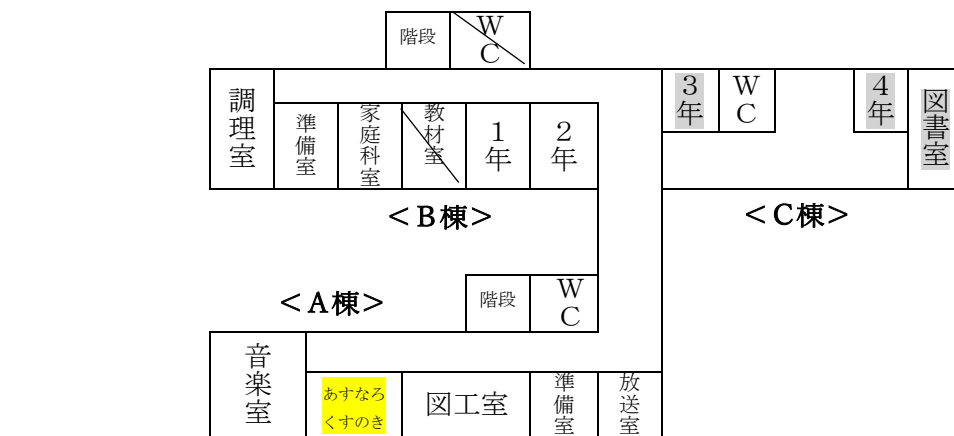 階段
WC
調理室
準備室
家庭科室
教材室
1年
2年
3年
WC
4年
図書室
<B棟>
<C棟>
<A棟>
階段
WC
音楽室
あすなろ
くすのき
図工室
準備室
放送室